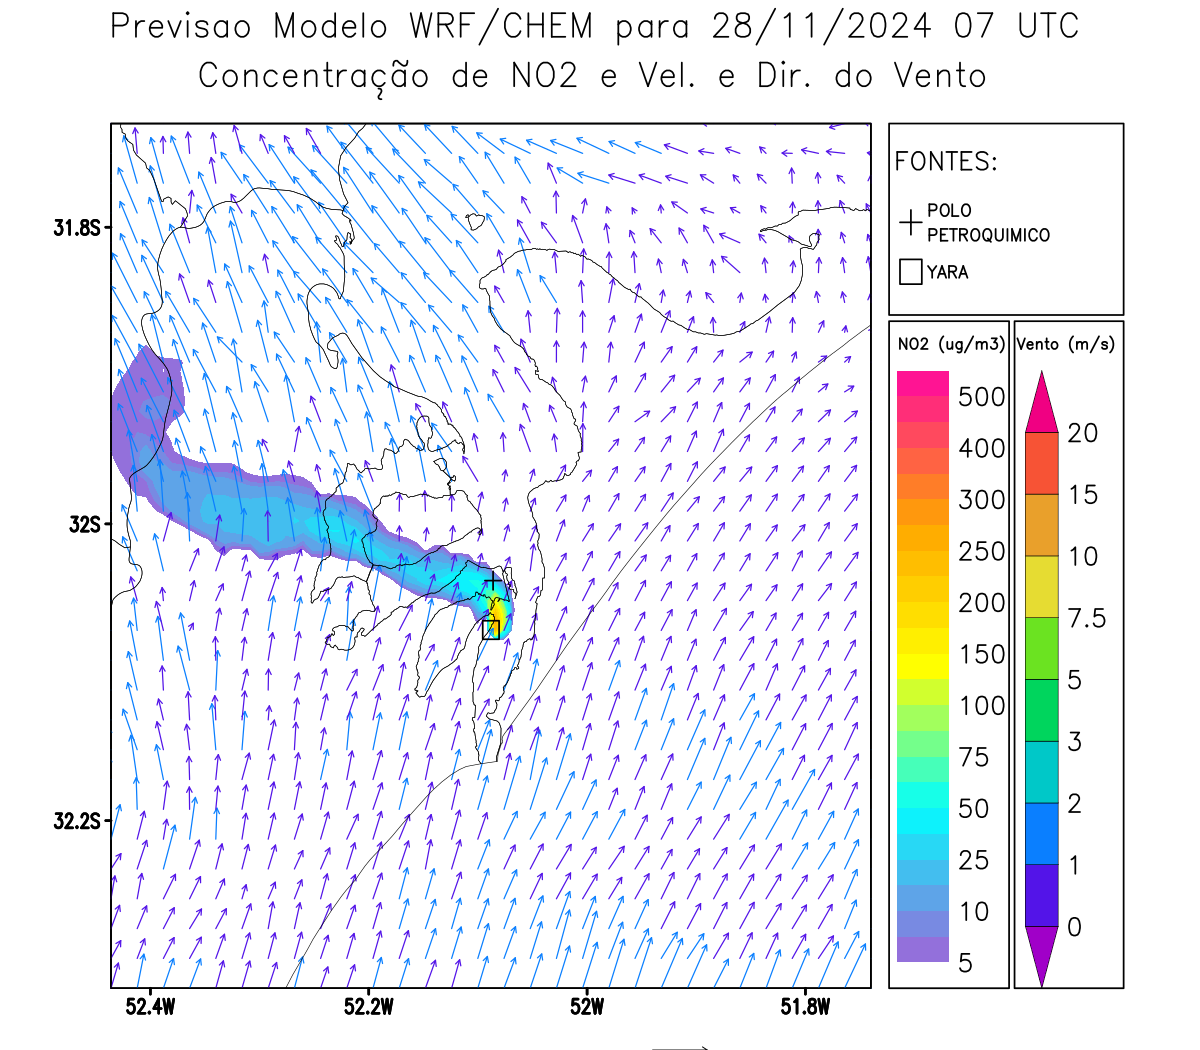 Previsao Modelo WRF/CHEM para 28/11/2024 07 UTC
Concentração de NO2 e Vel. e Dir. do Vento
FONTES:
POLO
PETROQUIMICO
YARA
NO2 (ug/m3)
500
400
300
250
200
150
100
75
50
25
10
5
Vento (m/s)
20
15
10
7.5
5
3
2
1
0
31.8S
32S
32.2S
52.4W
52.2W
52W
51.8W